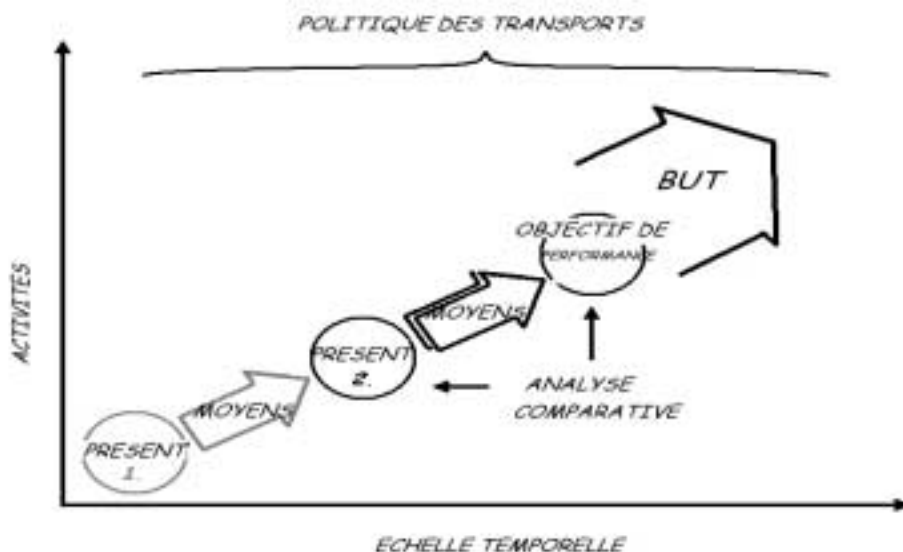 POLITIQUE DES TRANSPORTS
BUT
OBJECTIF DE
PERFORMANCE
ACTIVITES
MOYENS
PRESENT
2.
ANALYSE
COMPARATIVE
MOYENS
PRESENT
1.
ECHELLE TEMPORELLE